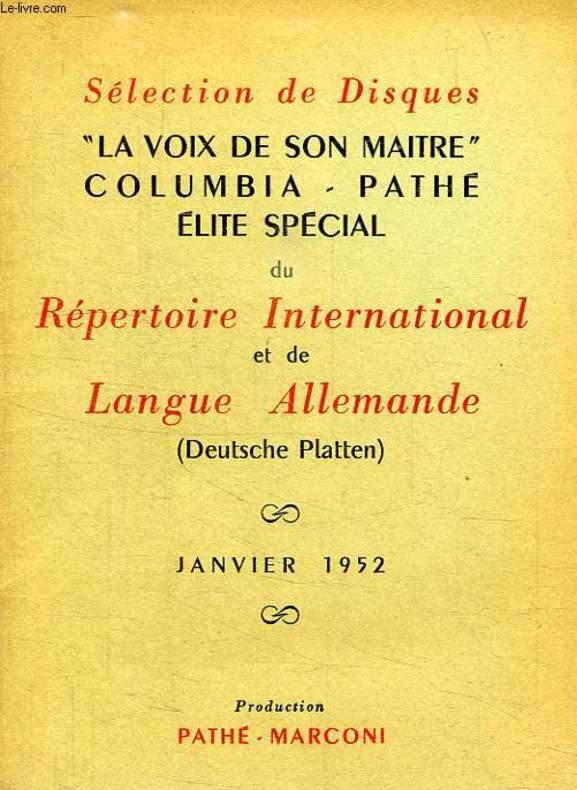 Le-livre.com
Sélection de Disques
"LA VOIX DE SON MAITRE"
COLUMBIA - PATHÉ
ÉLITE SPÉCIAL
du
Répertoire International
et de
Langue Allemande
(Deutsche Platten)
JANVIER 1952
Production
PATHÉ-MARCONI